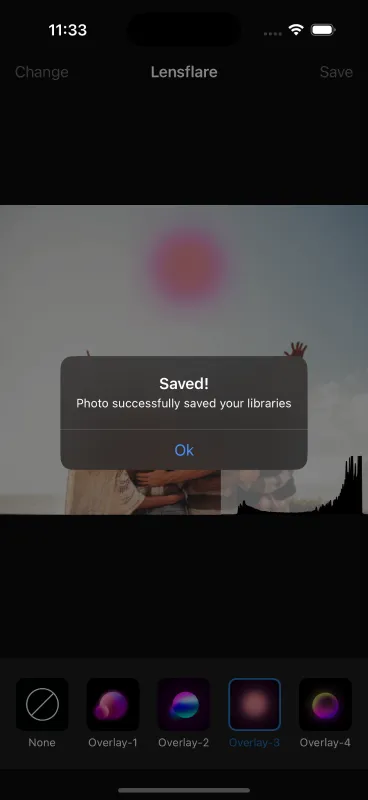 11:33
Change Lensflare Save
Saved!
Photo successfully saved your libraries
Ok
None Overlay-1 Overlay-2 Overlay-3 Overlay-4